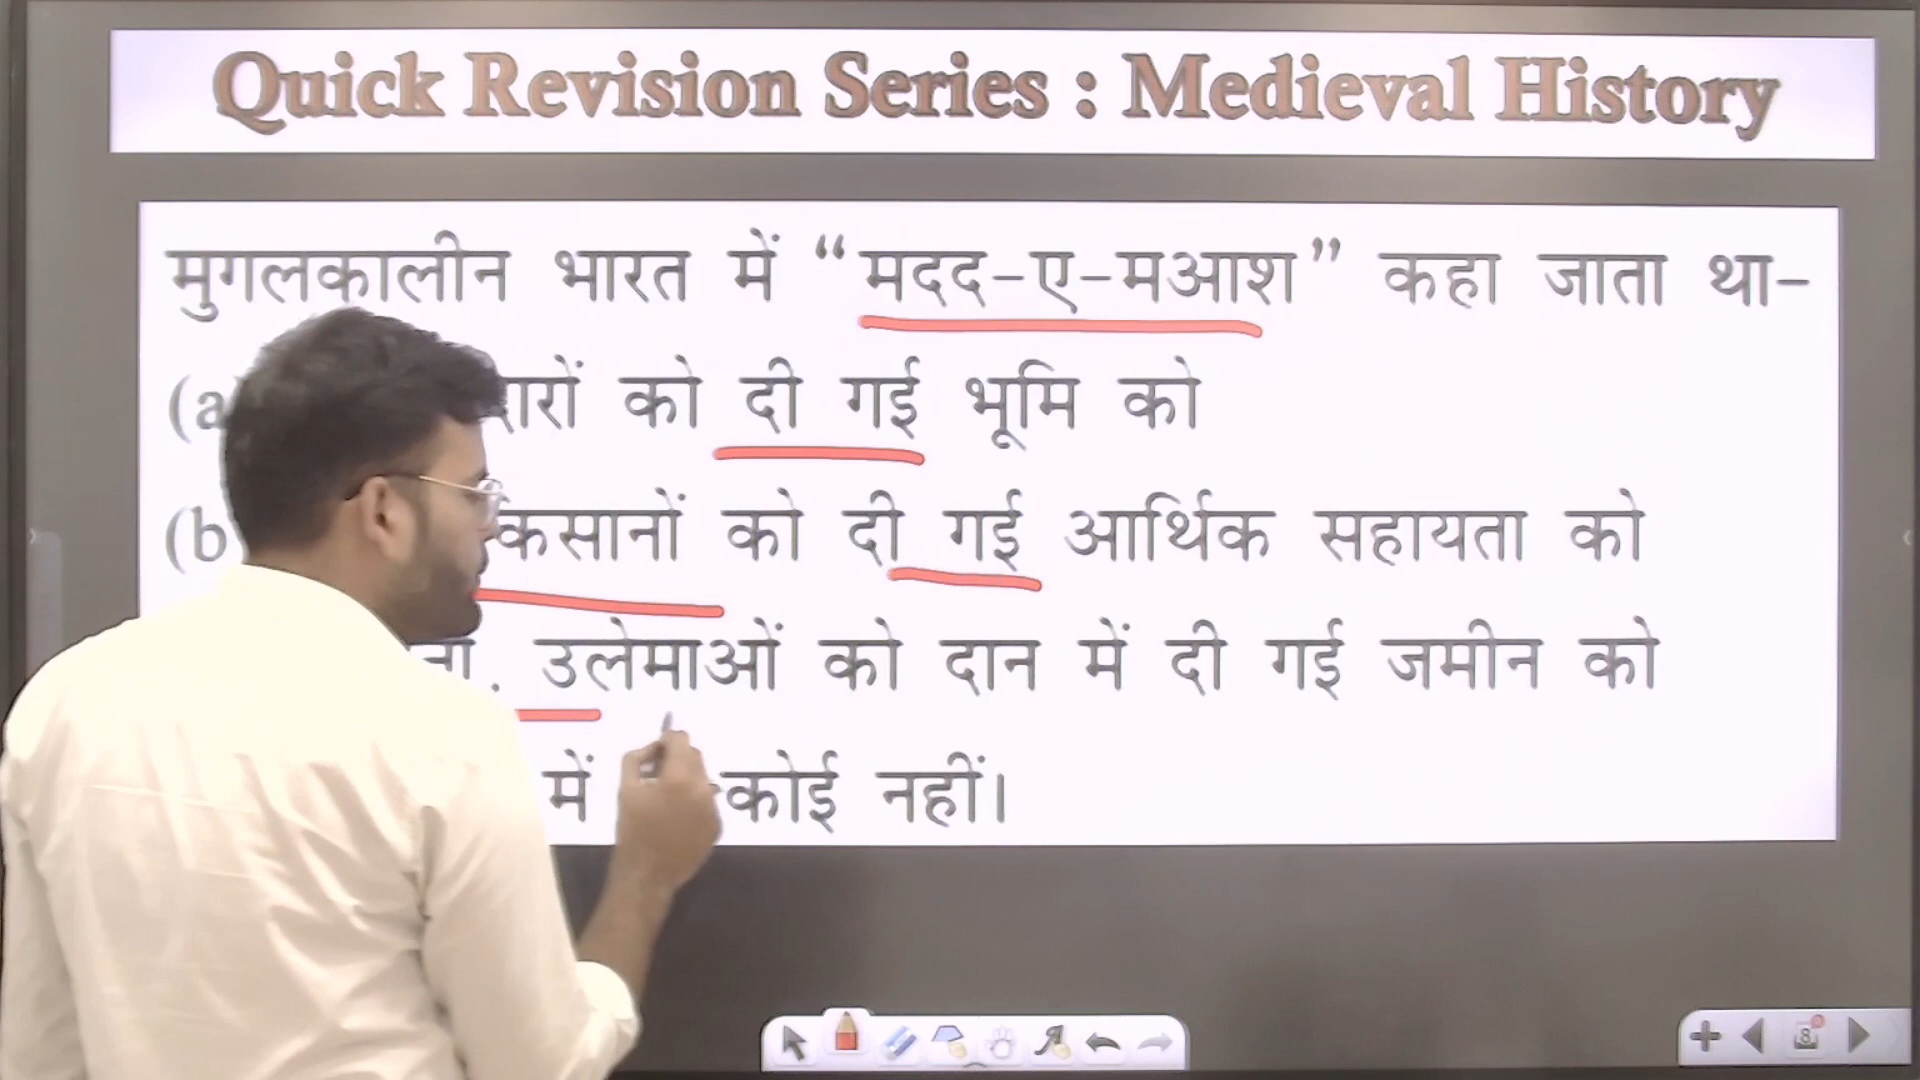 Quick Revision Series : Medieval History
मुगलकालीन भारत में “मदद-ए-मआश” कहा जाता था-
(a को दी गई भूमि को
(b को दी गई आर्थिक सहायता को
उलेमाओं को दान में दी गई जमीन को
में कोई नहीं।
8